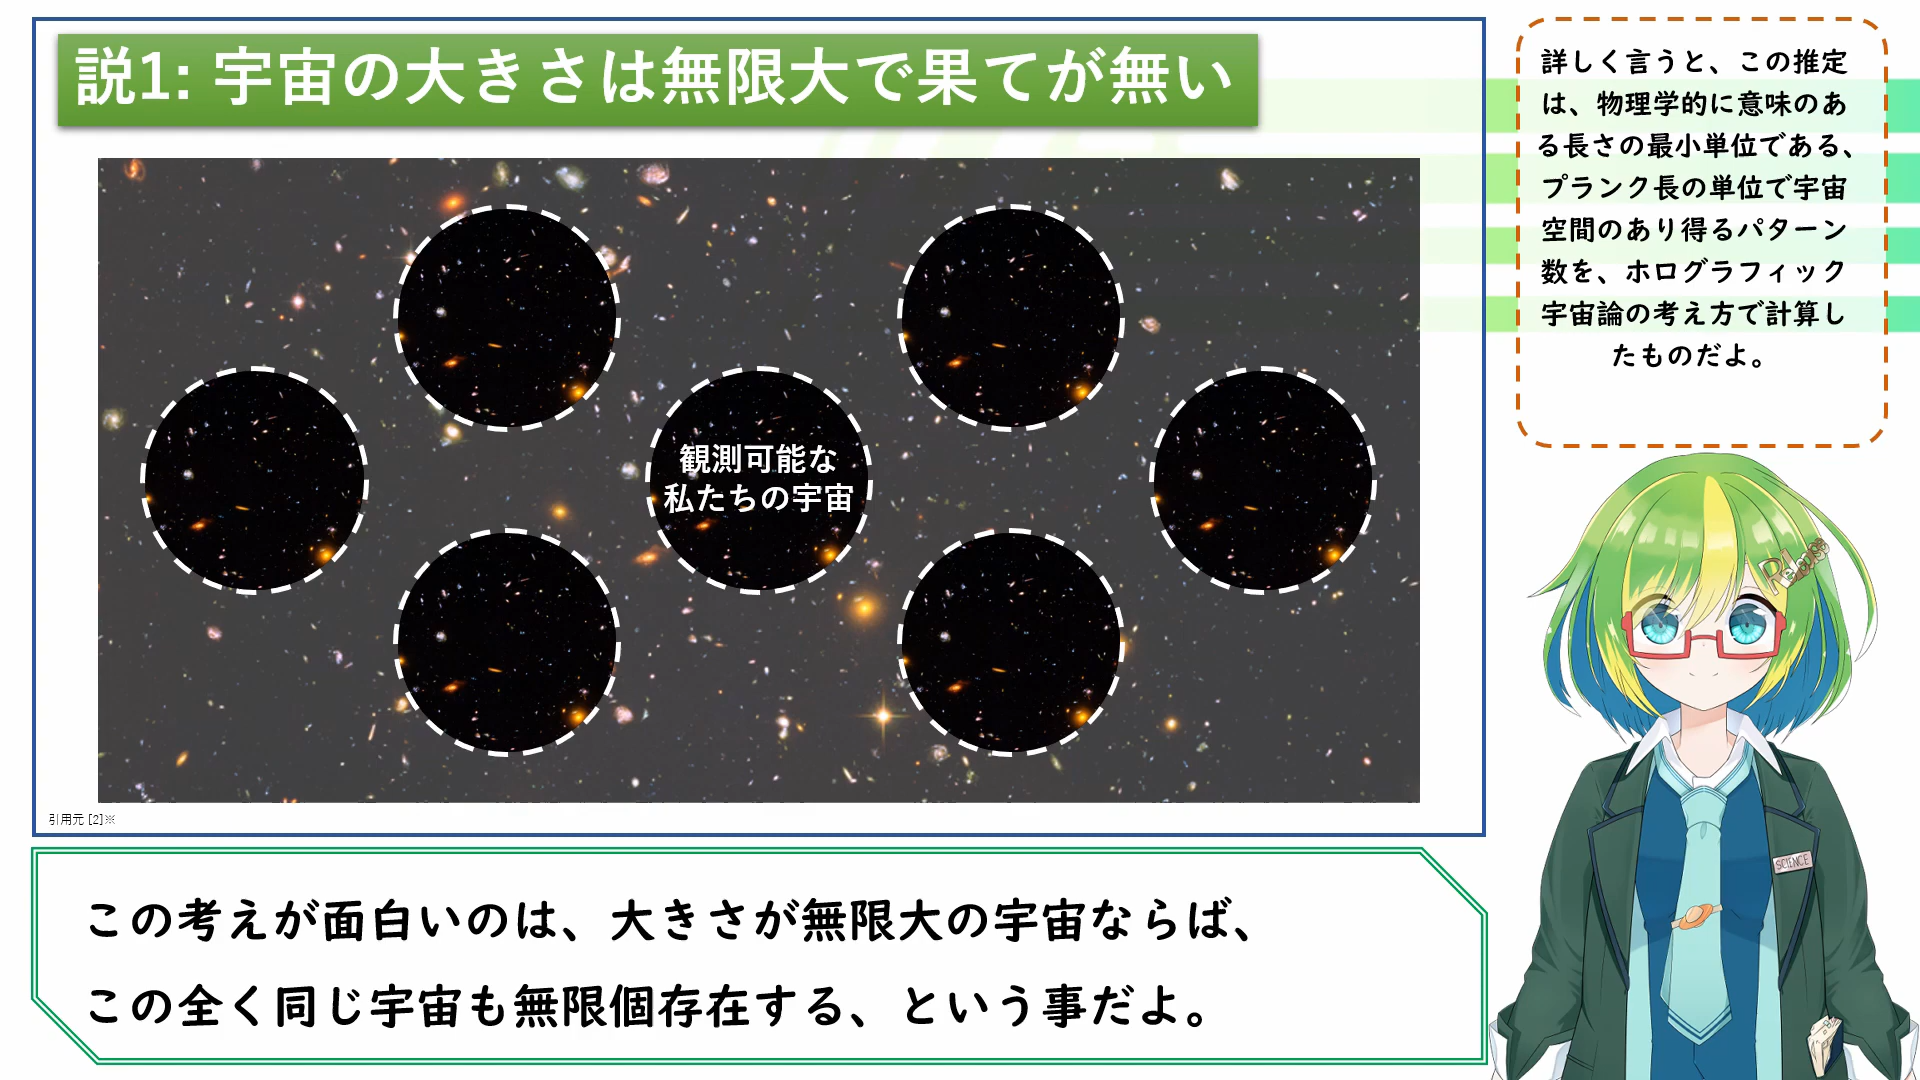 説1: 宇宙の大きさは無限大で果てが無い
観測可能な
私たちの宇宙
引用元 [2]※
詳しく言うと、この推定
は、物理学的に意味のあ
る長さの最小単位である、
プランク長の単位で宇宙
空間のあり得るパターン
数を、ホログラフィック
宇宙論の考え方で計算し
たものだよ。
Release
SCIENCE
この考えが面白いのは、大きさが無限大の宇宙ならば、
この全く同じ宇宙も無限個存在する、という事だよ。